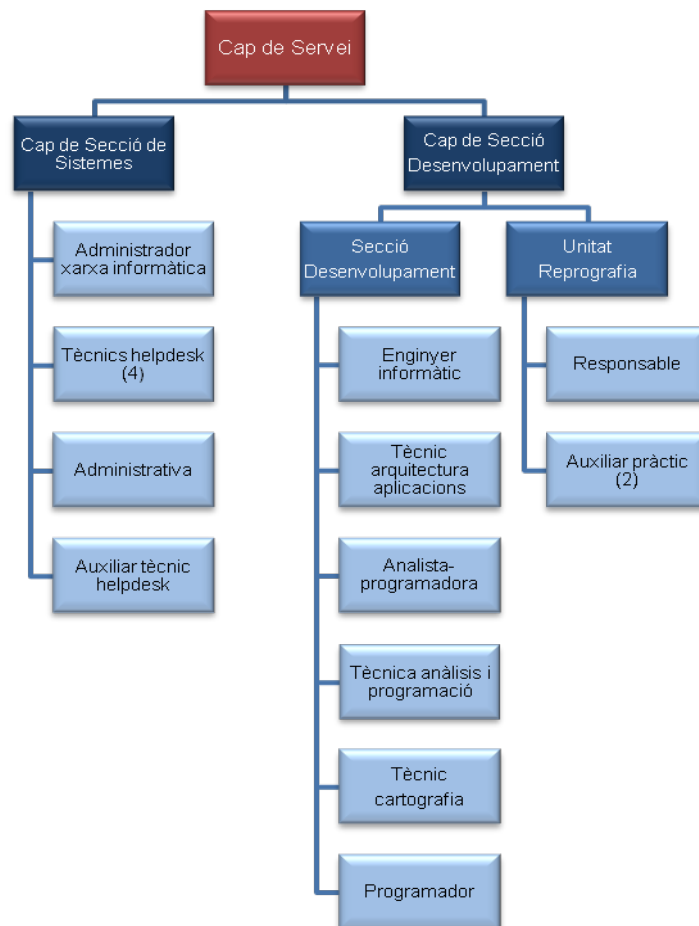 Cap de Servei
Cap de Secció de
Sistemes
Cap de Secció
Desenvolupament
Administrador
xarxa informàtica
Tècnics helpdesk
(4)
Administrativa
Auxiliar tècnic
helpdesk
Secció
Desenvolupament
Unitat
Reprografia
Enginyer
informàtic
Tècnic
arquitectura
aplicacions
Analista-
programadora
Tècnica anàlisis i
programació
Tècnic
cartografia
Programador
Responsable
Auxiliar pràctic
(2)